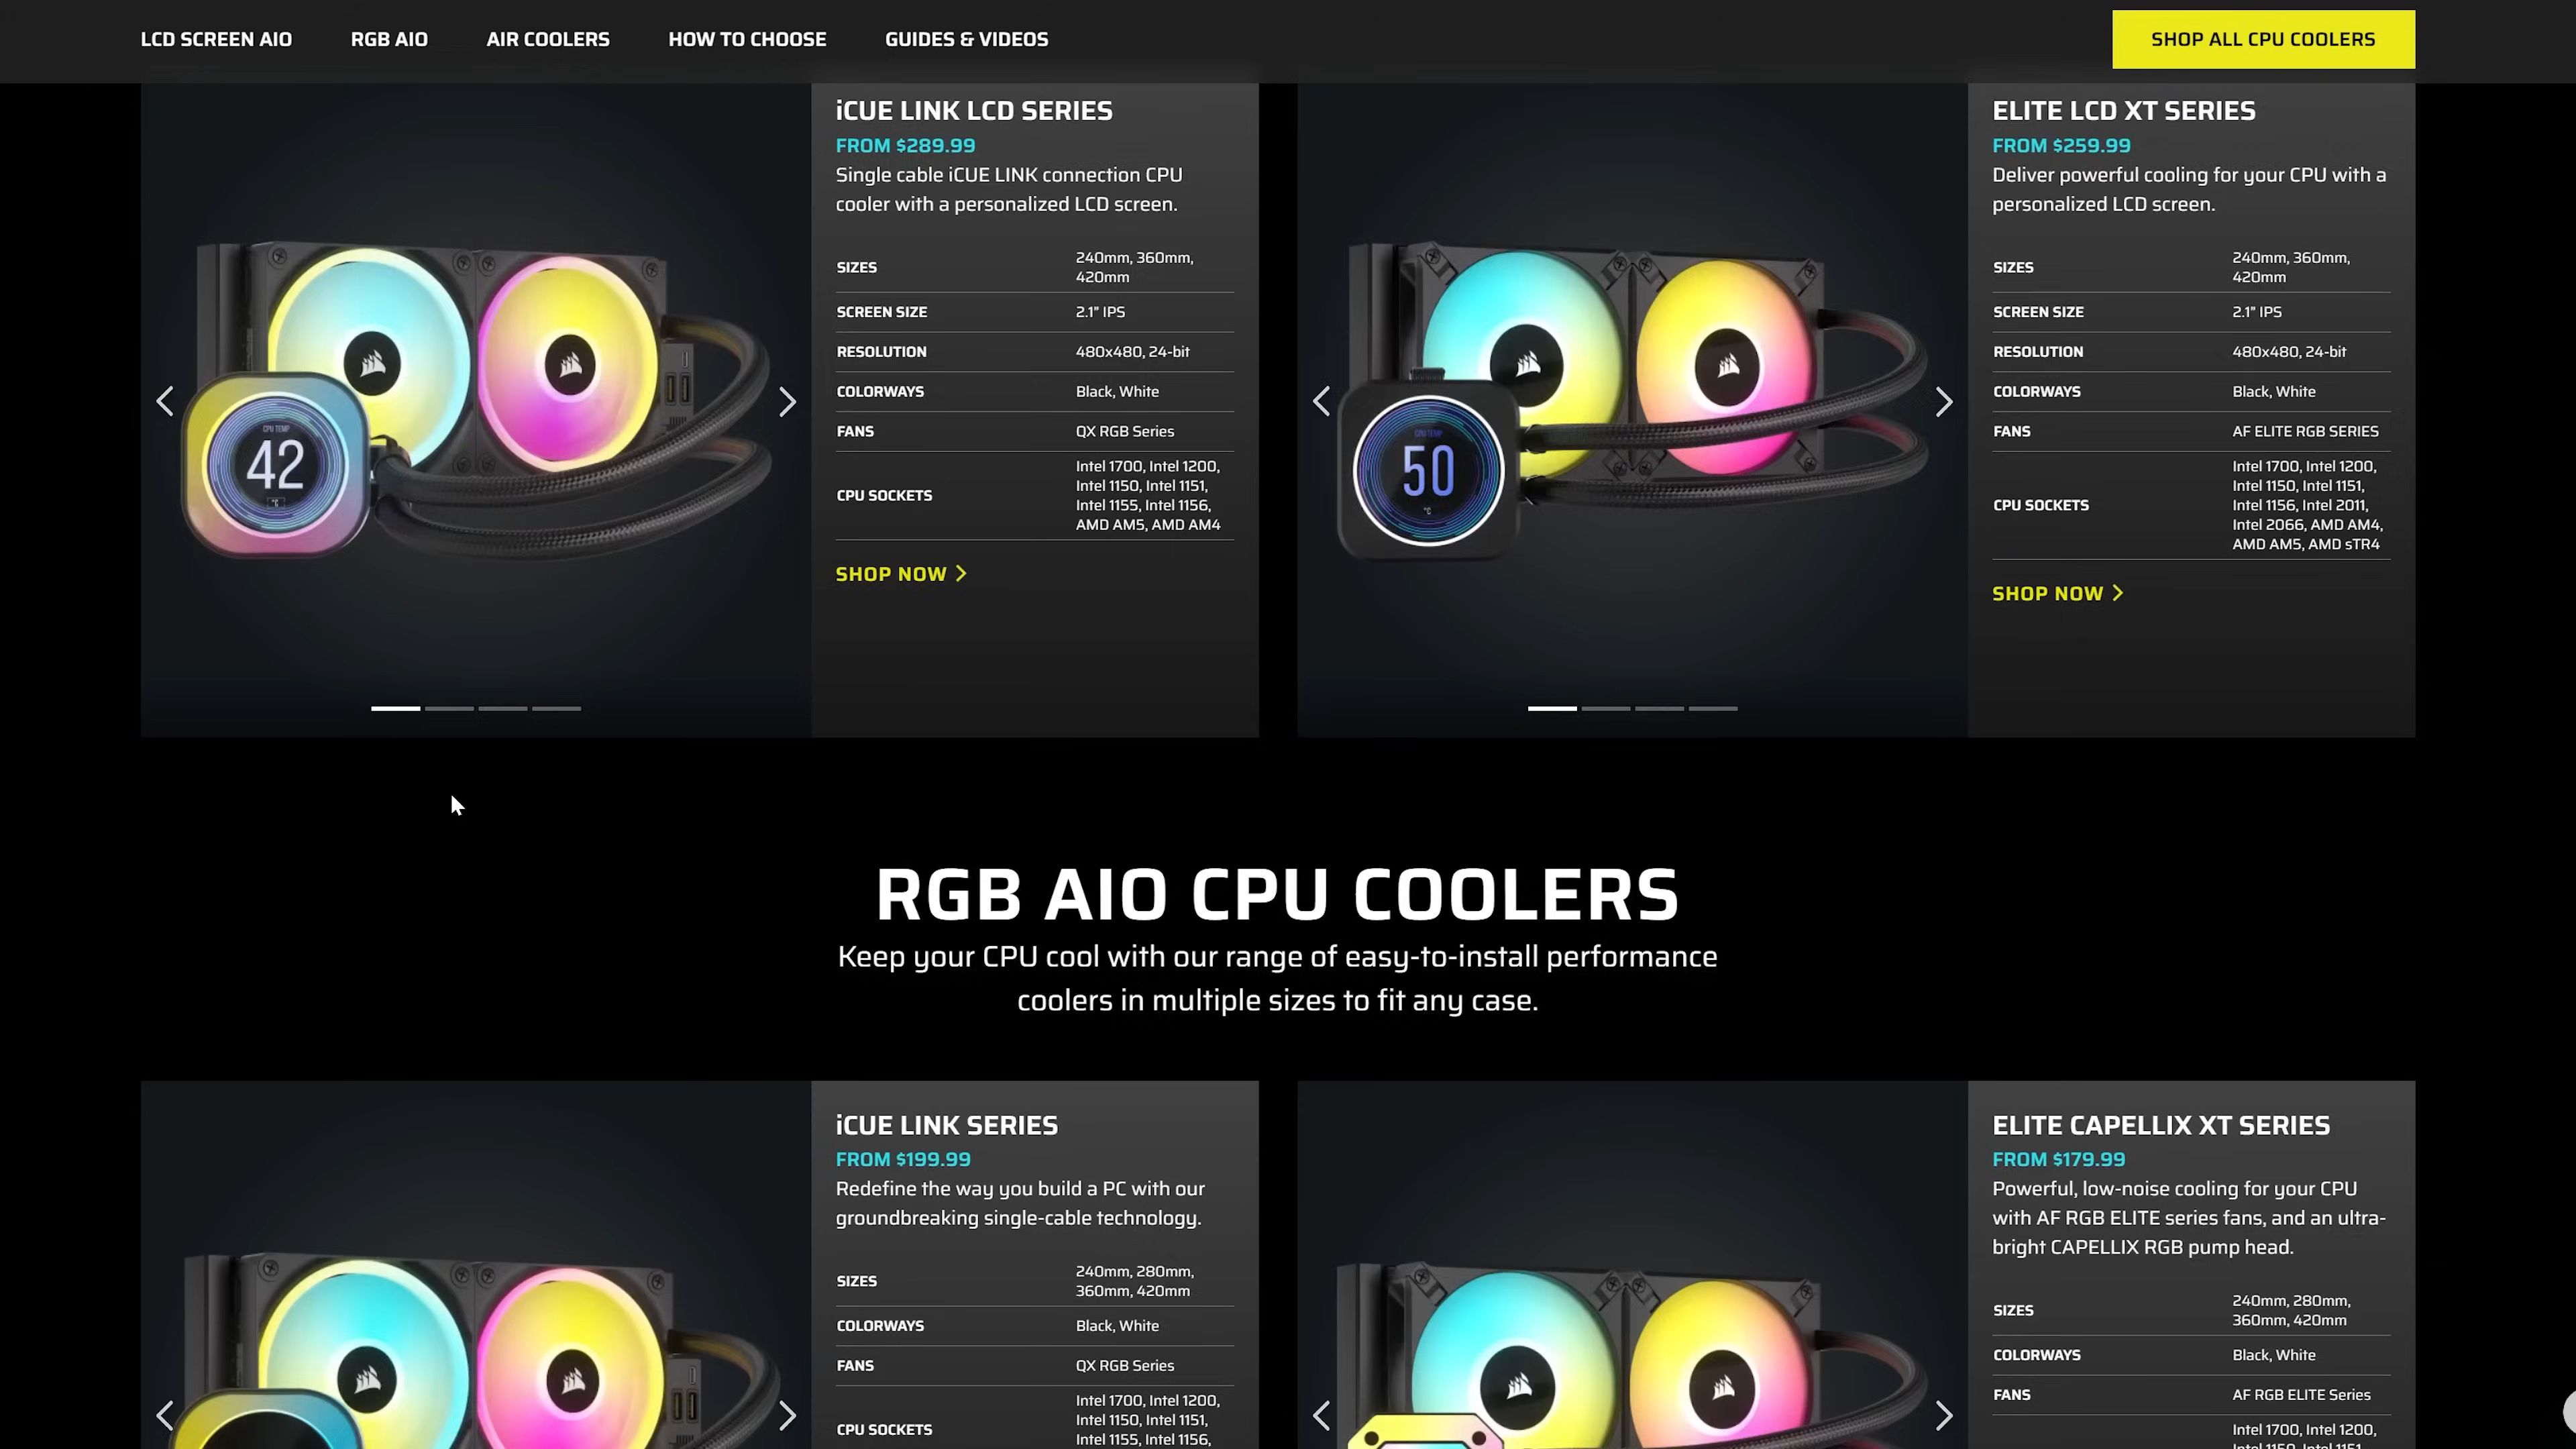 LCD SCREEN AIO
RGB AIO
AIR COOLERS
HOW TO CHOOSE
GUIDES & VIDEOS
SHOP ALL CPU COOLERS
iCUE LINK LCD SERIES
FROM $289.99
Single cable iCUE LINK connection CPU
cooler with a personalized LCD screen.
SIZES
240mm, 360mm,
420mm
SCREEN SIZE
2.1" IPS
RESOLUTION
480x480, 24-bit
COLORWAYS
Black, White
FANS
QX RGB Series
CPU SOCKETS
Intel 1700, Intel 1200,
Intel 1150, Intel 1151,
Intel 1155, Intel 1156,
AMD AM5, AMD AM4
SHOP NOW
CPU TEMP
42
°C
ELITE LCD XT SERIES
FROM $259.99
Deliver powerful cooling for your CPU with a
personalized LCD screen.
SIZES
240mm, 360mm,
420mm
SCREEN SIZE
2.1" IPS
RESOLUTION
480x480, 24-bit
COLORWAYS
Black, White
FANS
AF ELITE RGB SERIES
CPU SOCKETS
Intel 1700, Intel 1200,
Intel 1150, Intel 1151,
Intel 1156, Intel 2011,
Intel 2066, AMD AM4,
AMD AM5, AMD sTR4
SHOP NOW
CPU TEMP
50
°C
RGB AIO CPU COOLERS
Keep your CPU cool with our range of easy-to-install performance
coolers in multiple sizes to fit any case.
iCUE LINK SERIES
FROM $199.99
Redefine the way you build a PC with our
groundbreaking single-cable technology.
SIZES
240mm, 280mm,
360mm, 420mm
COLORWAYS
Black, White
FANS
QX RGB Series
CPU SOCKETS
Intel 1700, Intel 1200,
Intel 1150, Intel 1151,
Intel 1155, Intel 1156,
ELITE CAPELLIX XT SERIES
FROM $179.99
Powerful, low-noise cooling for your CPU
with AF RGB ELITE series fans, and an ultra-
bright CAPELLIX RGB pump head.
SIZES
240mm, 280mm,
360mm, 420mm
COLORWAYS
Black, White
FANS
AF RGB ELITE Series
Intel 1700, Intel 1200,